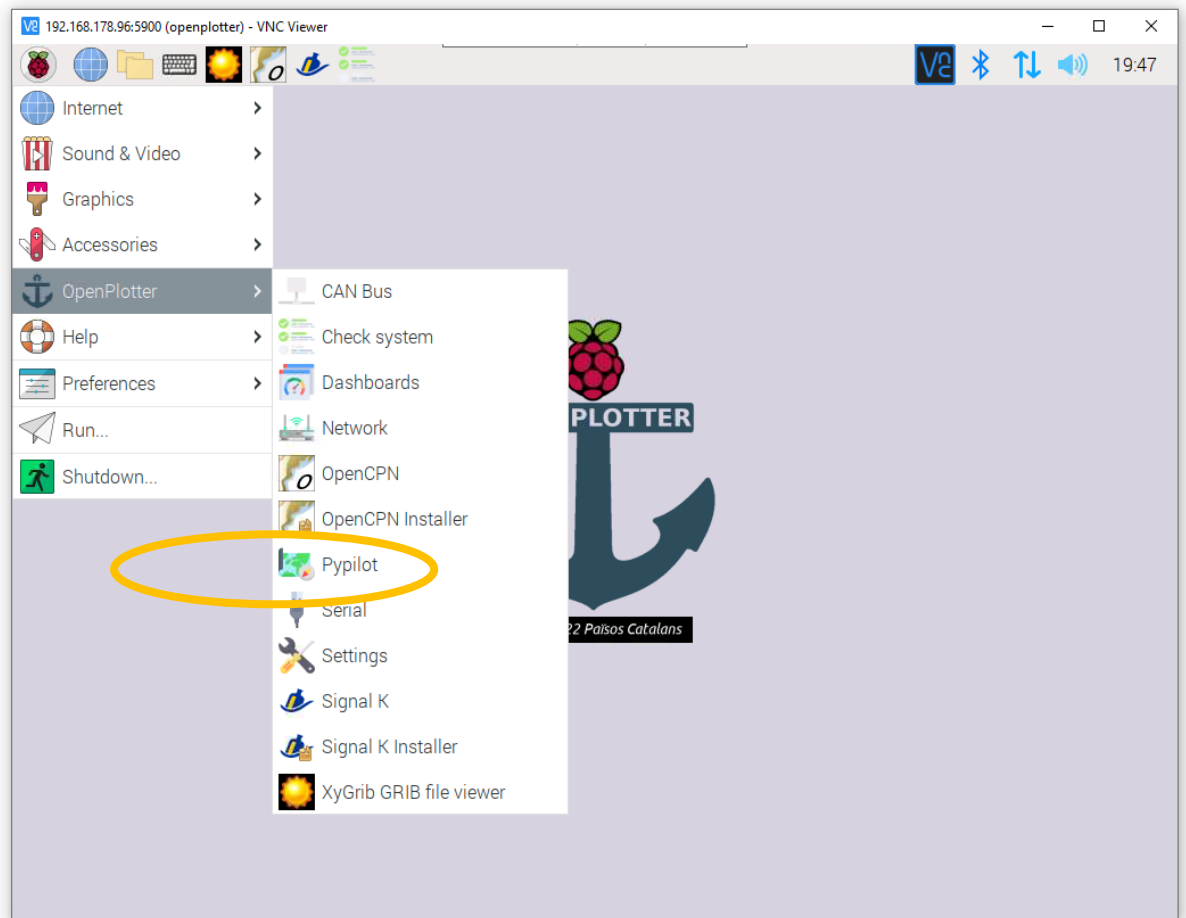 192.168.178.96:5900 (openplotter) - VNC Viewer
19:47
Internet
Sound & Video
Graphics
Accessories
OpenPlotter
Help
Preferences
Run...
Shutdown...
CAN Bus
Check system
Dashboards
Network
OpenCPN
OpenCPN Installer
Pypilot
Serial
Settings
Signal K
Signal K Installer
XyGrib GRIB file viewer
PLOTTER
22 Països Catalans